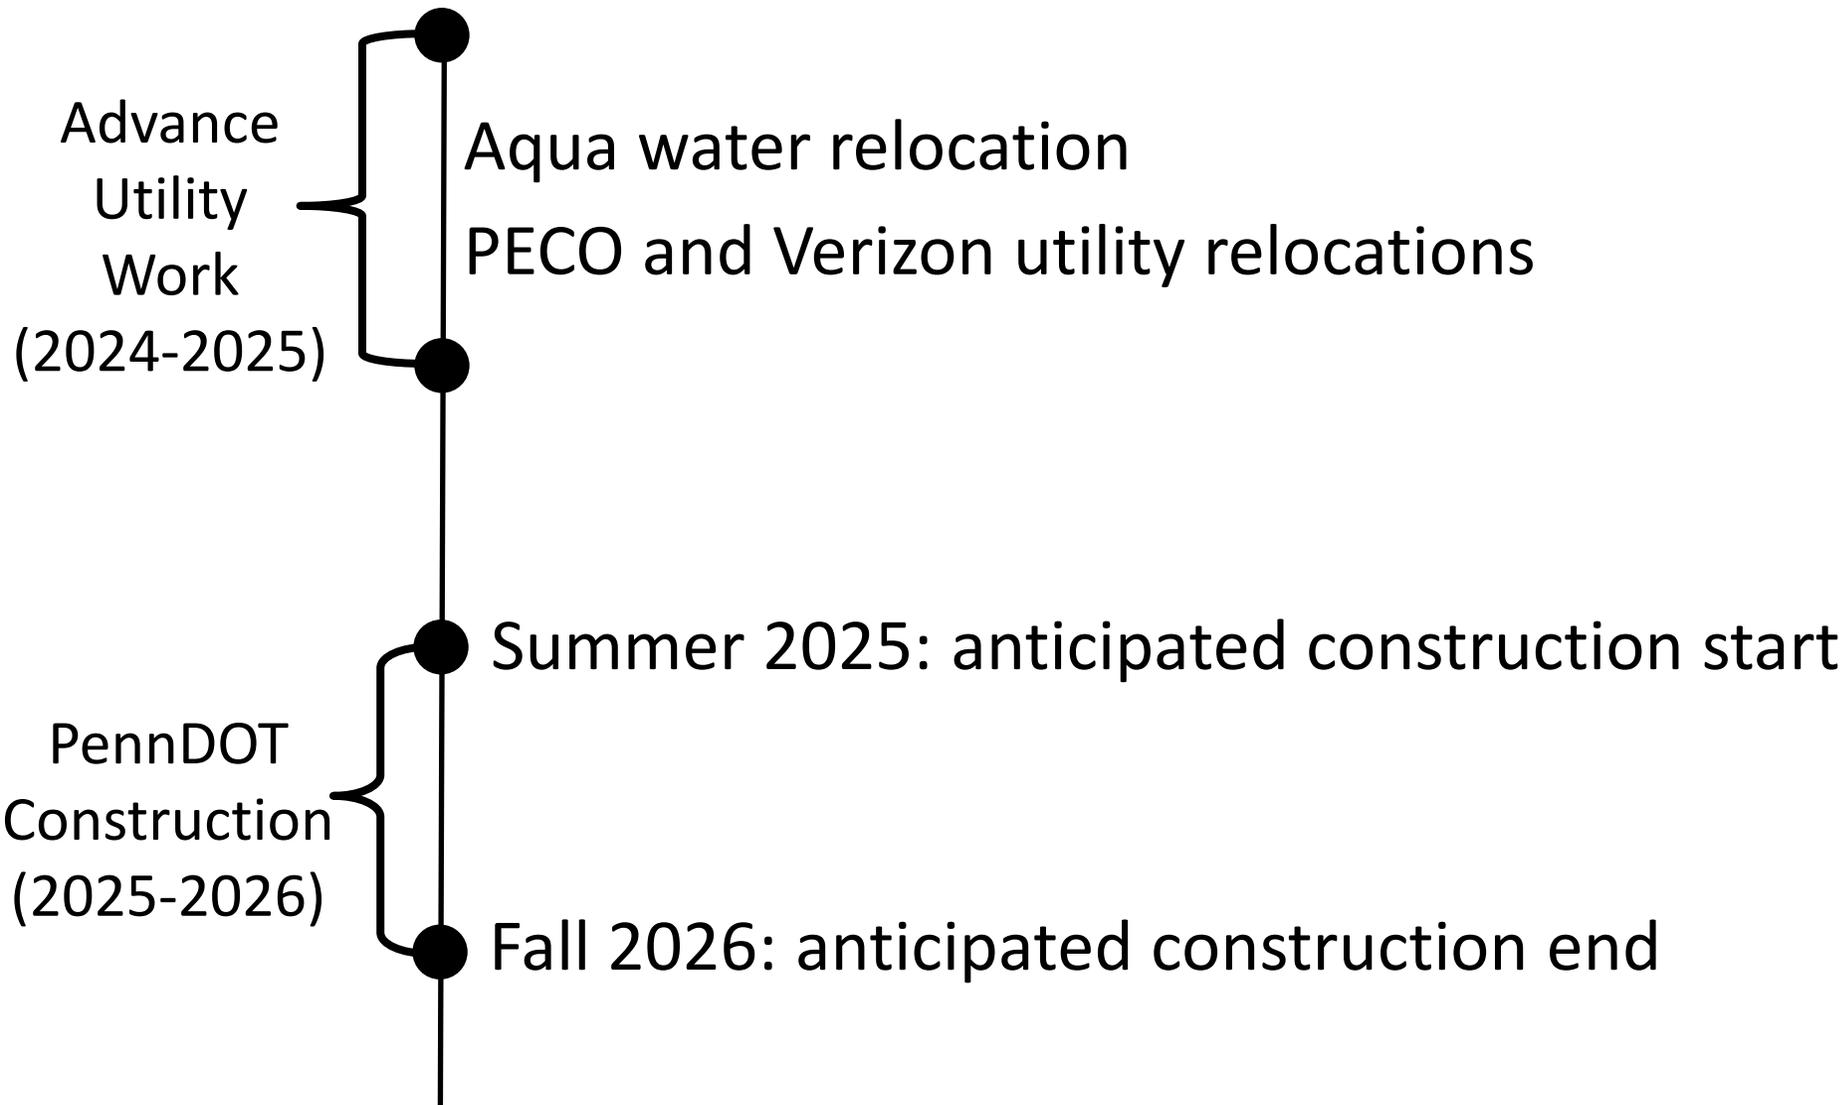 Advance
Utility
Work
(2024-2025)
Aqua water relocation
PECO and Verizon utility relocations
Summer 2025: anticipated construction start
PennDOT
Construction
(2025-2026)
Fall 2026: anticipated construction end